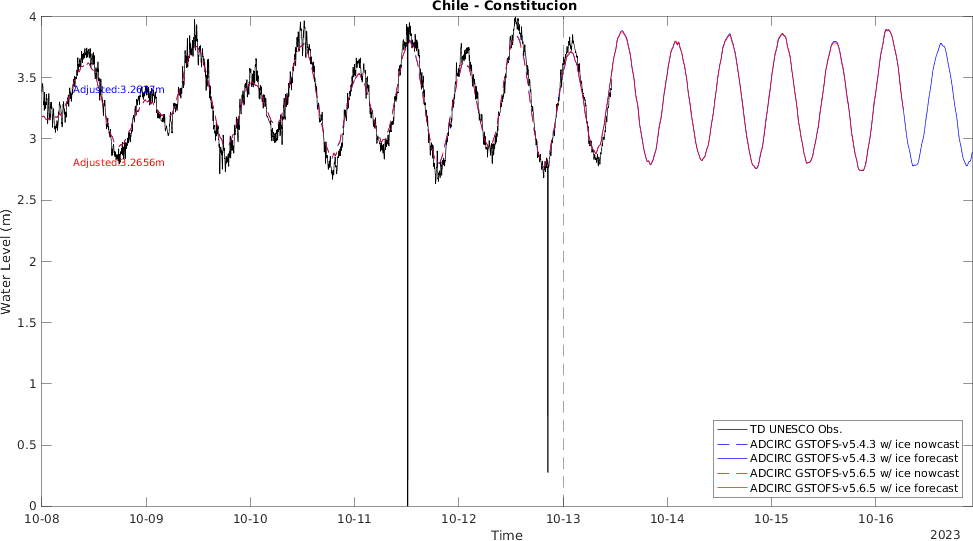 Chile - Constitucion
4
3.5
3
2.5
2
1.5
1
0.5
0
Water Level (m)
Adjusted:3.2
Adjusted:3.2656m
TD UNESCO Obs.
ADCIRC GSTOFS-v5.4.3 w/ ice nowcast
ADCIRC GSTOFS-v5.4.3 w/ ice forecast
ADCIRC GSTOFS-v5.6.5 w/ ice nowcast
ADCIRC GSTOFS-v5.6.5 w/ ice forecast
10-08 10-09 10-10 10-11 10-12 10-13 10-14 10-15 10-16
Time
2023